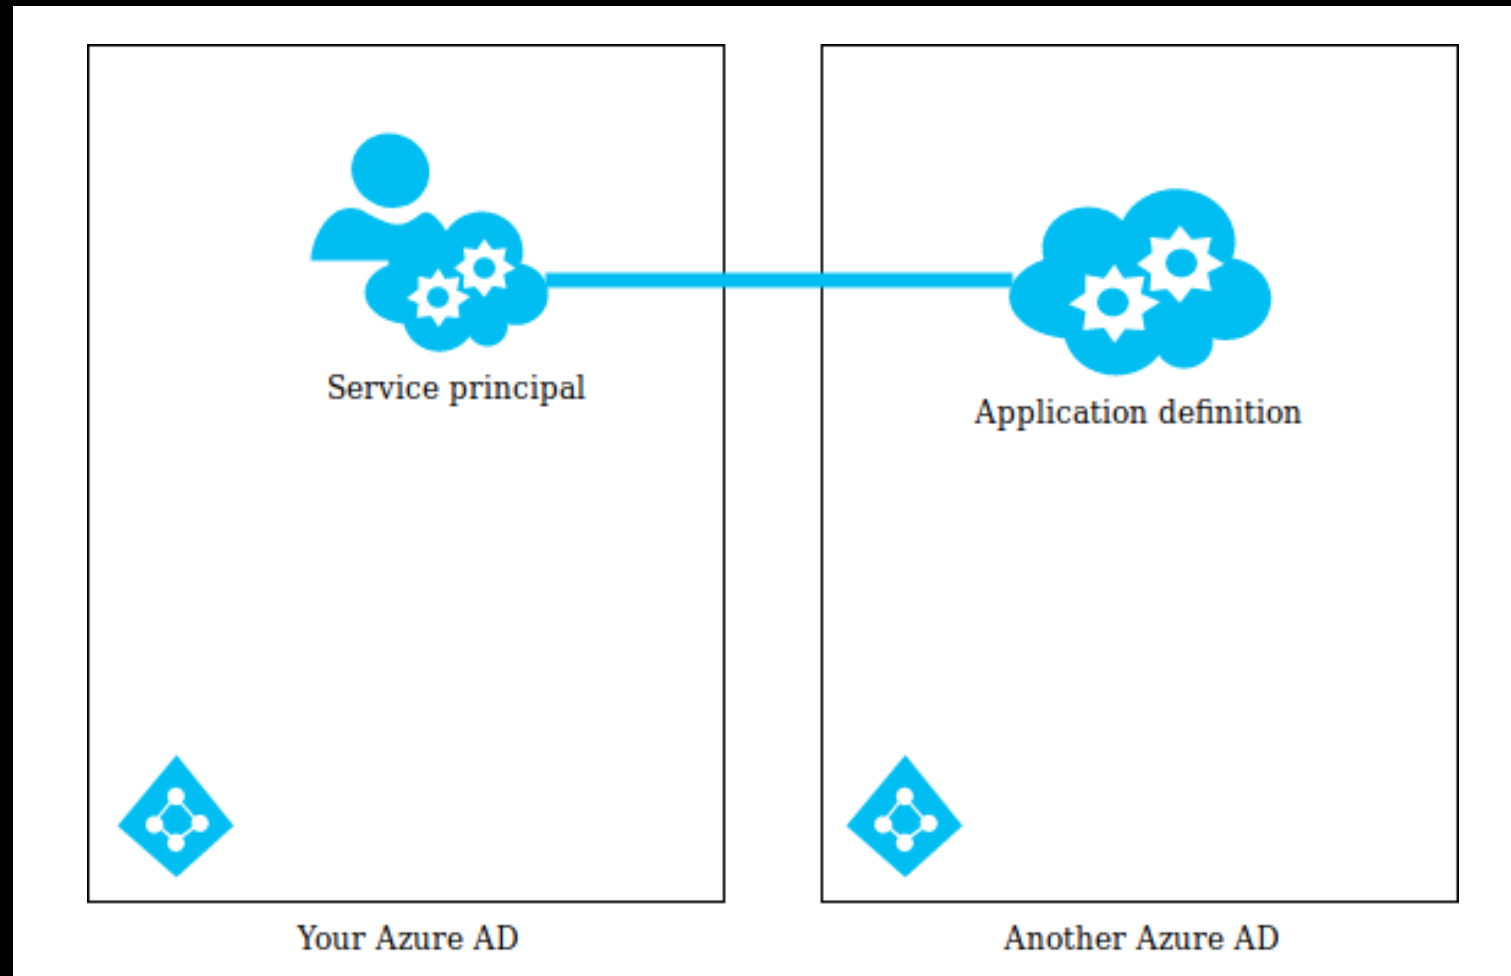 Service principal
Application definition
Your Azure AD
Another Azure AD